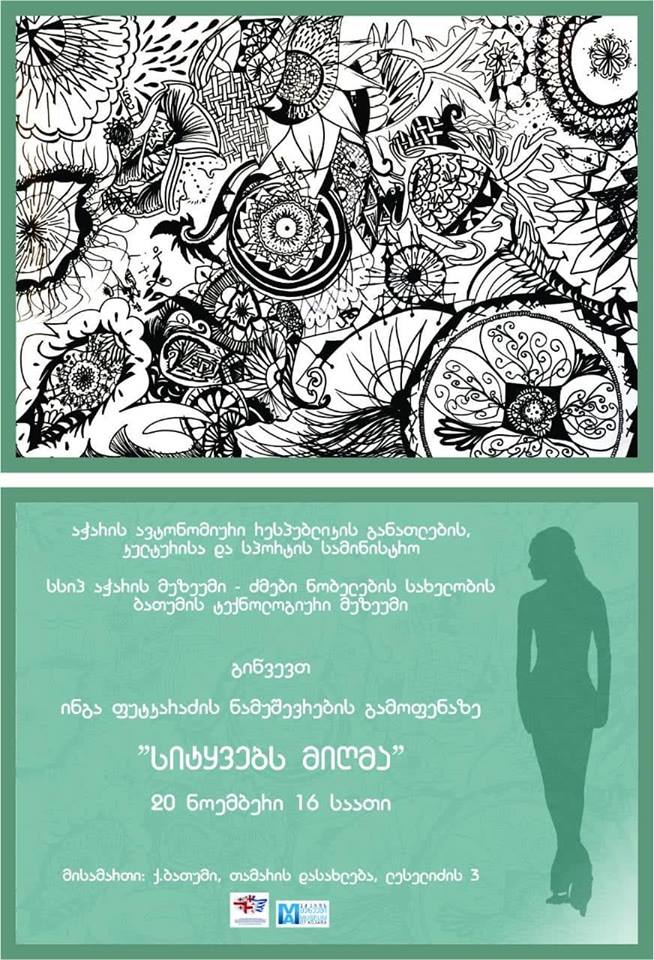 აჭარის ავტონომიური რესპუბლიკის განათლების,
კულტურისა და სპორტის სამინისტრო
სსიპ აჭარის მუზეუმი - ძმები ნობელების სახელობის
ბათუმის ტექნოლოგიური მუზეუმი
გიწვევთ
ინგა ფუტკარაძის ნამუშევრების გამოფენაზე
”სიტყვებს მიღმა”
20 ნოემბერი 16 საათი
მისამართი: ქ.ბათუმი, თამარის დასახლება, ლესელიძის 3